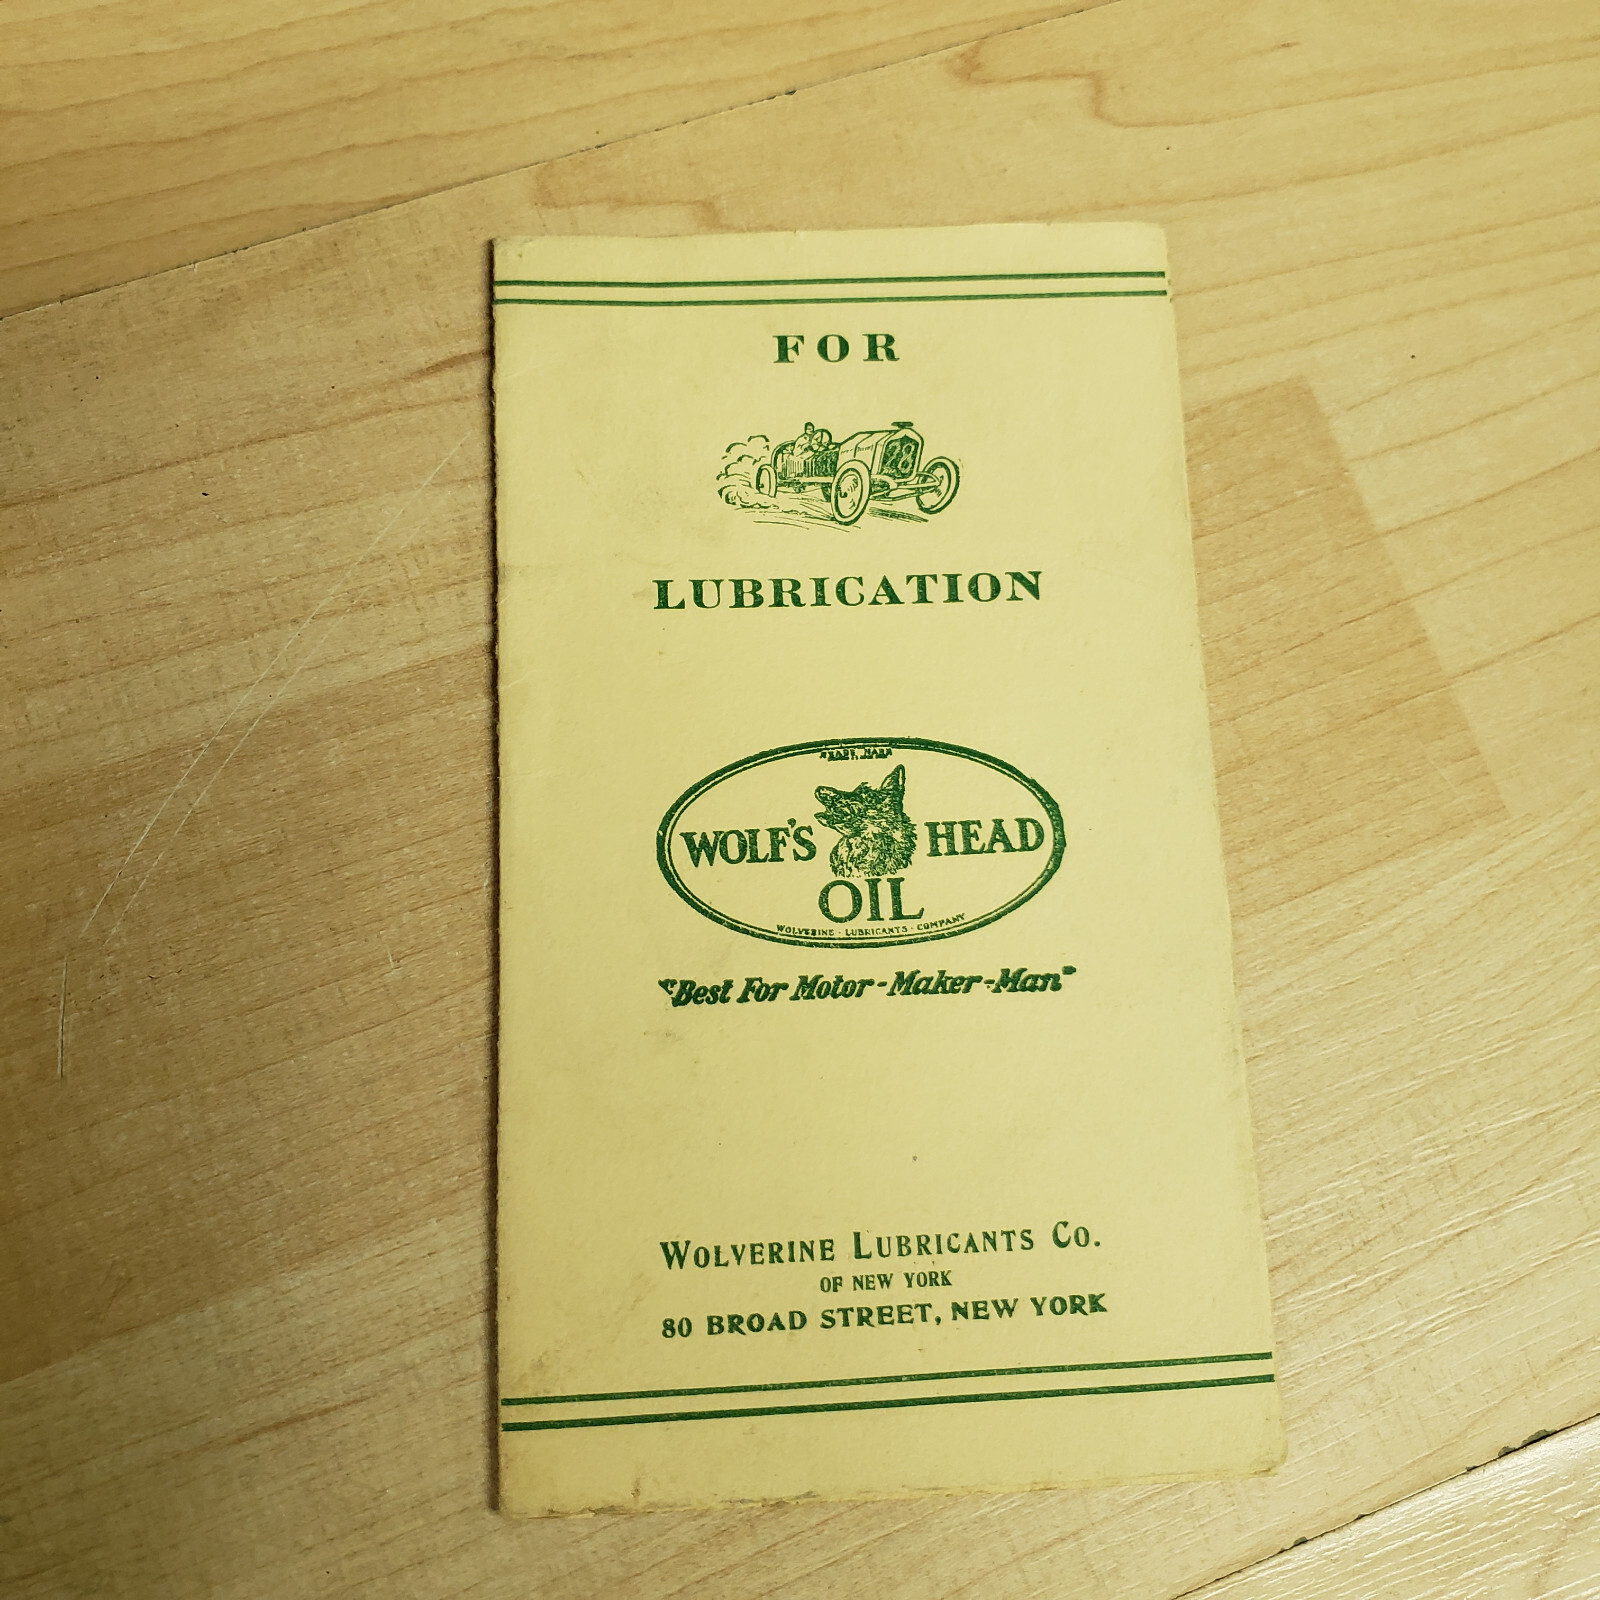 FOR
28
LUBRICATION
WOLF'S HEAD
OIL
WOLVERINE · LUBRICANTS · COMPANY
"Best For Motor-Maker-Man"
WOLVERINE LUBRICANTS CO.
OF NEW YORK
80 BROAD STREET, NEW YORK